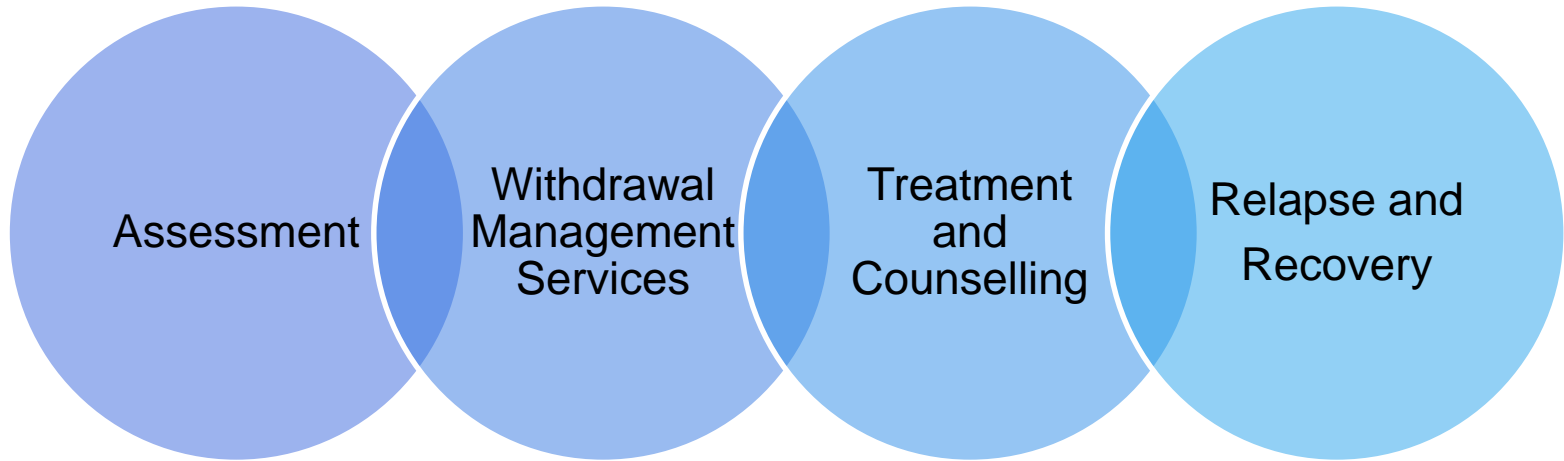 Assessment
Withdrawal
Management
Services
Treatment
and
Counselling
Relapse and
Recovery